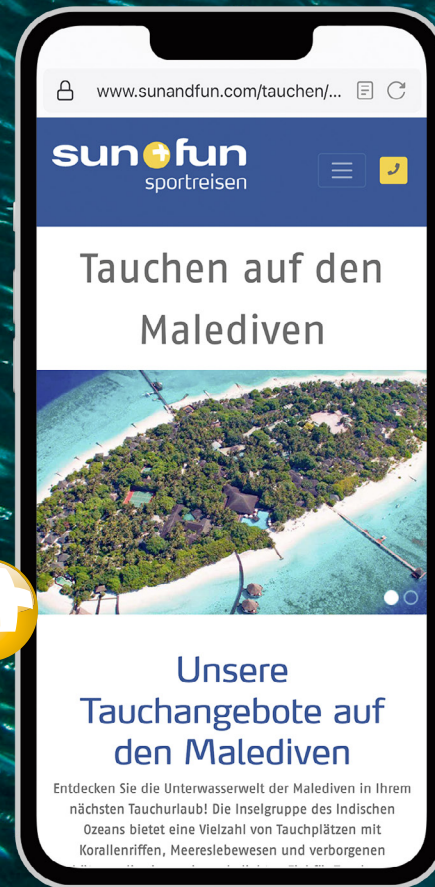 www.sunandfun.com/tauchen/...
sun+fun
sportreisen
Tauchen auf den
Malediven
Unsere
Tauchangebote auf
den Malediven
Entdecken Sie die Unterwasserwelt der Malediven in Ihrem
nächsten Tauchurlaub! Die Inselgruppe des Indischen
Ozeans bietet eine Vielzahl von Tauchplätzen mit
Korallenriffen, Meereslebewesen und verborgenen